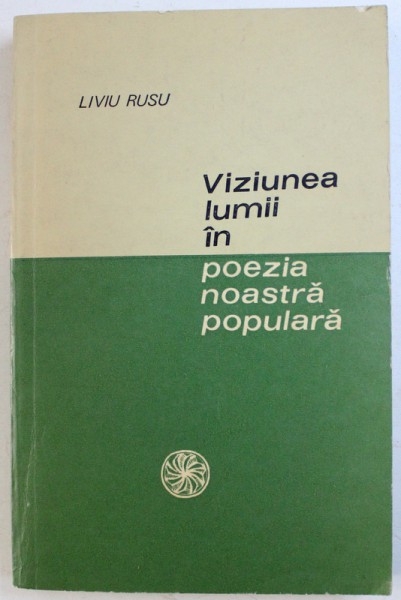 LIVIU RUSU
Viziunea
lumii
în
poezia
noastră
populară